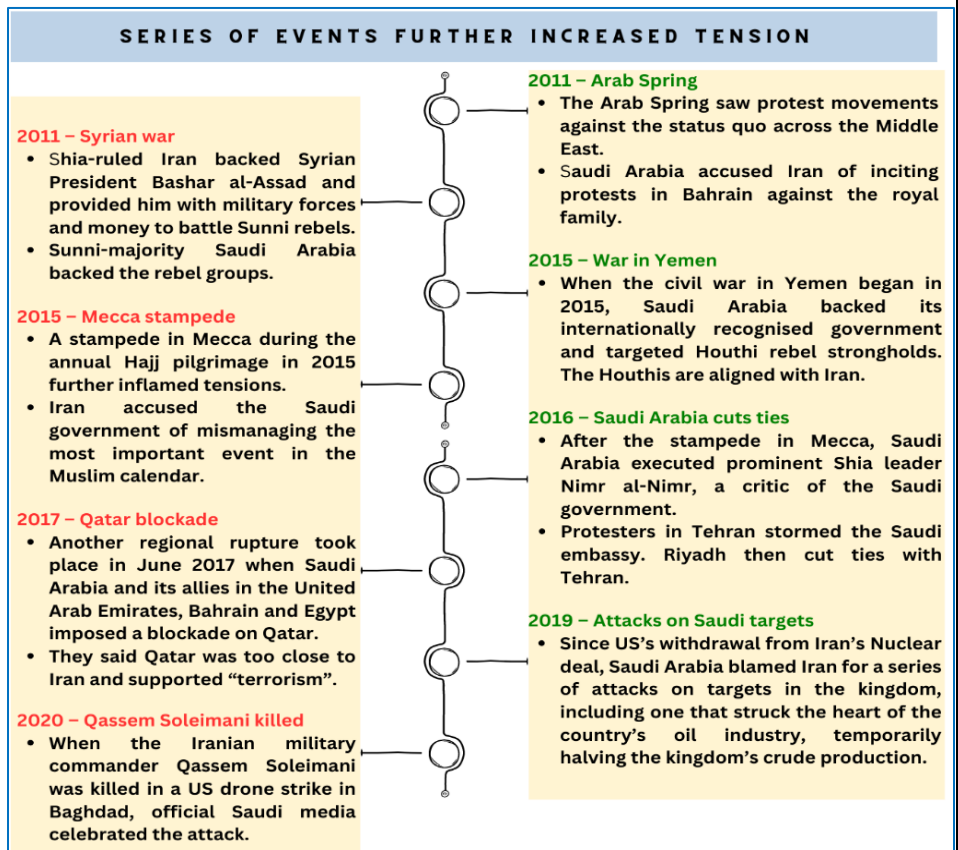 SERIES OF EVENTS FURTHER INCREASED TENSION
2011 – Arab Spring
• The Arab Spring saw protest movements
against the status quo across the Middle
East.
• Saudi Arabia accused Iran of inciting
protests in Bahrain against the royal
family.
2011 – Syrian war
• Shia-ruled Iran backed Syrian
President Bashar al-Assad and
provided him with military forces
and money to battle Sunni rebels.
• Sunni-majority Saudi Arabia
backed the rebel groups.
2015 – War in Yemen
• When the civil war in Yemen began in
2015, Saudi Arabia backed its
internationally recognised government
and targeted Houthi rebel strongholds.
The Houthis are aligned with Iran.
2015 – Mecca stampede
• A stampede in Mecca during the
annual Hajj pilgrimage in 2015
further inflamed tensions.
• Iran accused the Saudi
government of mismanaging the
most important event in the
Muslim calendar.
2016 – Saudi Arabia cuts ties
• After the stampede in Mecca, Saudi
Arabia executed prominent Shia leader
Nimr al-Nimr, a critic of the Saudi
government.
• Protesters in Tehran stormed the Saudi
embassy. Riyadh then cut ties with
Tehran.
2017 – Qatar blockade
• Another regional rupture took
place in June 2017 when Saudi
Arabia and its allies in the United
Arab Emirates, Bahrain and Egypt
imposed a blockade on Qatar.
• They said Qatar was too close to
Iran and supported “terrorism”.
2019 – Attacks on Saudi targets
• Since US’s withdrawal from Iran’s Nuclear
deal, Saudi Arabia blamed Iran for a series
of attacks on targets in the kingdom,
including one that struck the heart of the
country’s oil industry, temporarily
halving the kingdom’s crude production.
2020 – Qassem Soleimani killed
• When the Iranian military
commander Qassem Soleimani
was killed in a US drone strike in
Baghdad, official Saudi media
celebrated the attack.